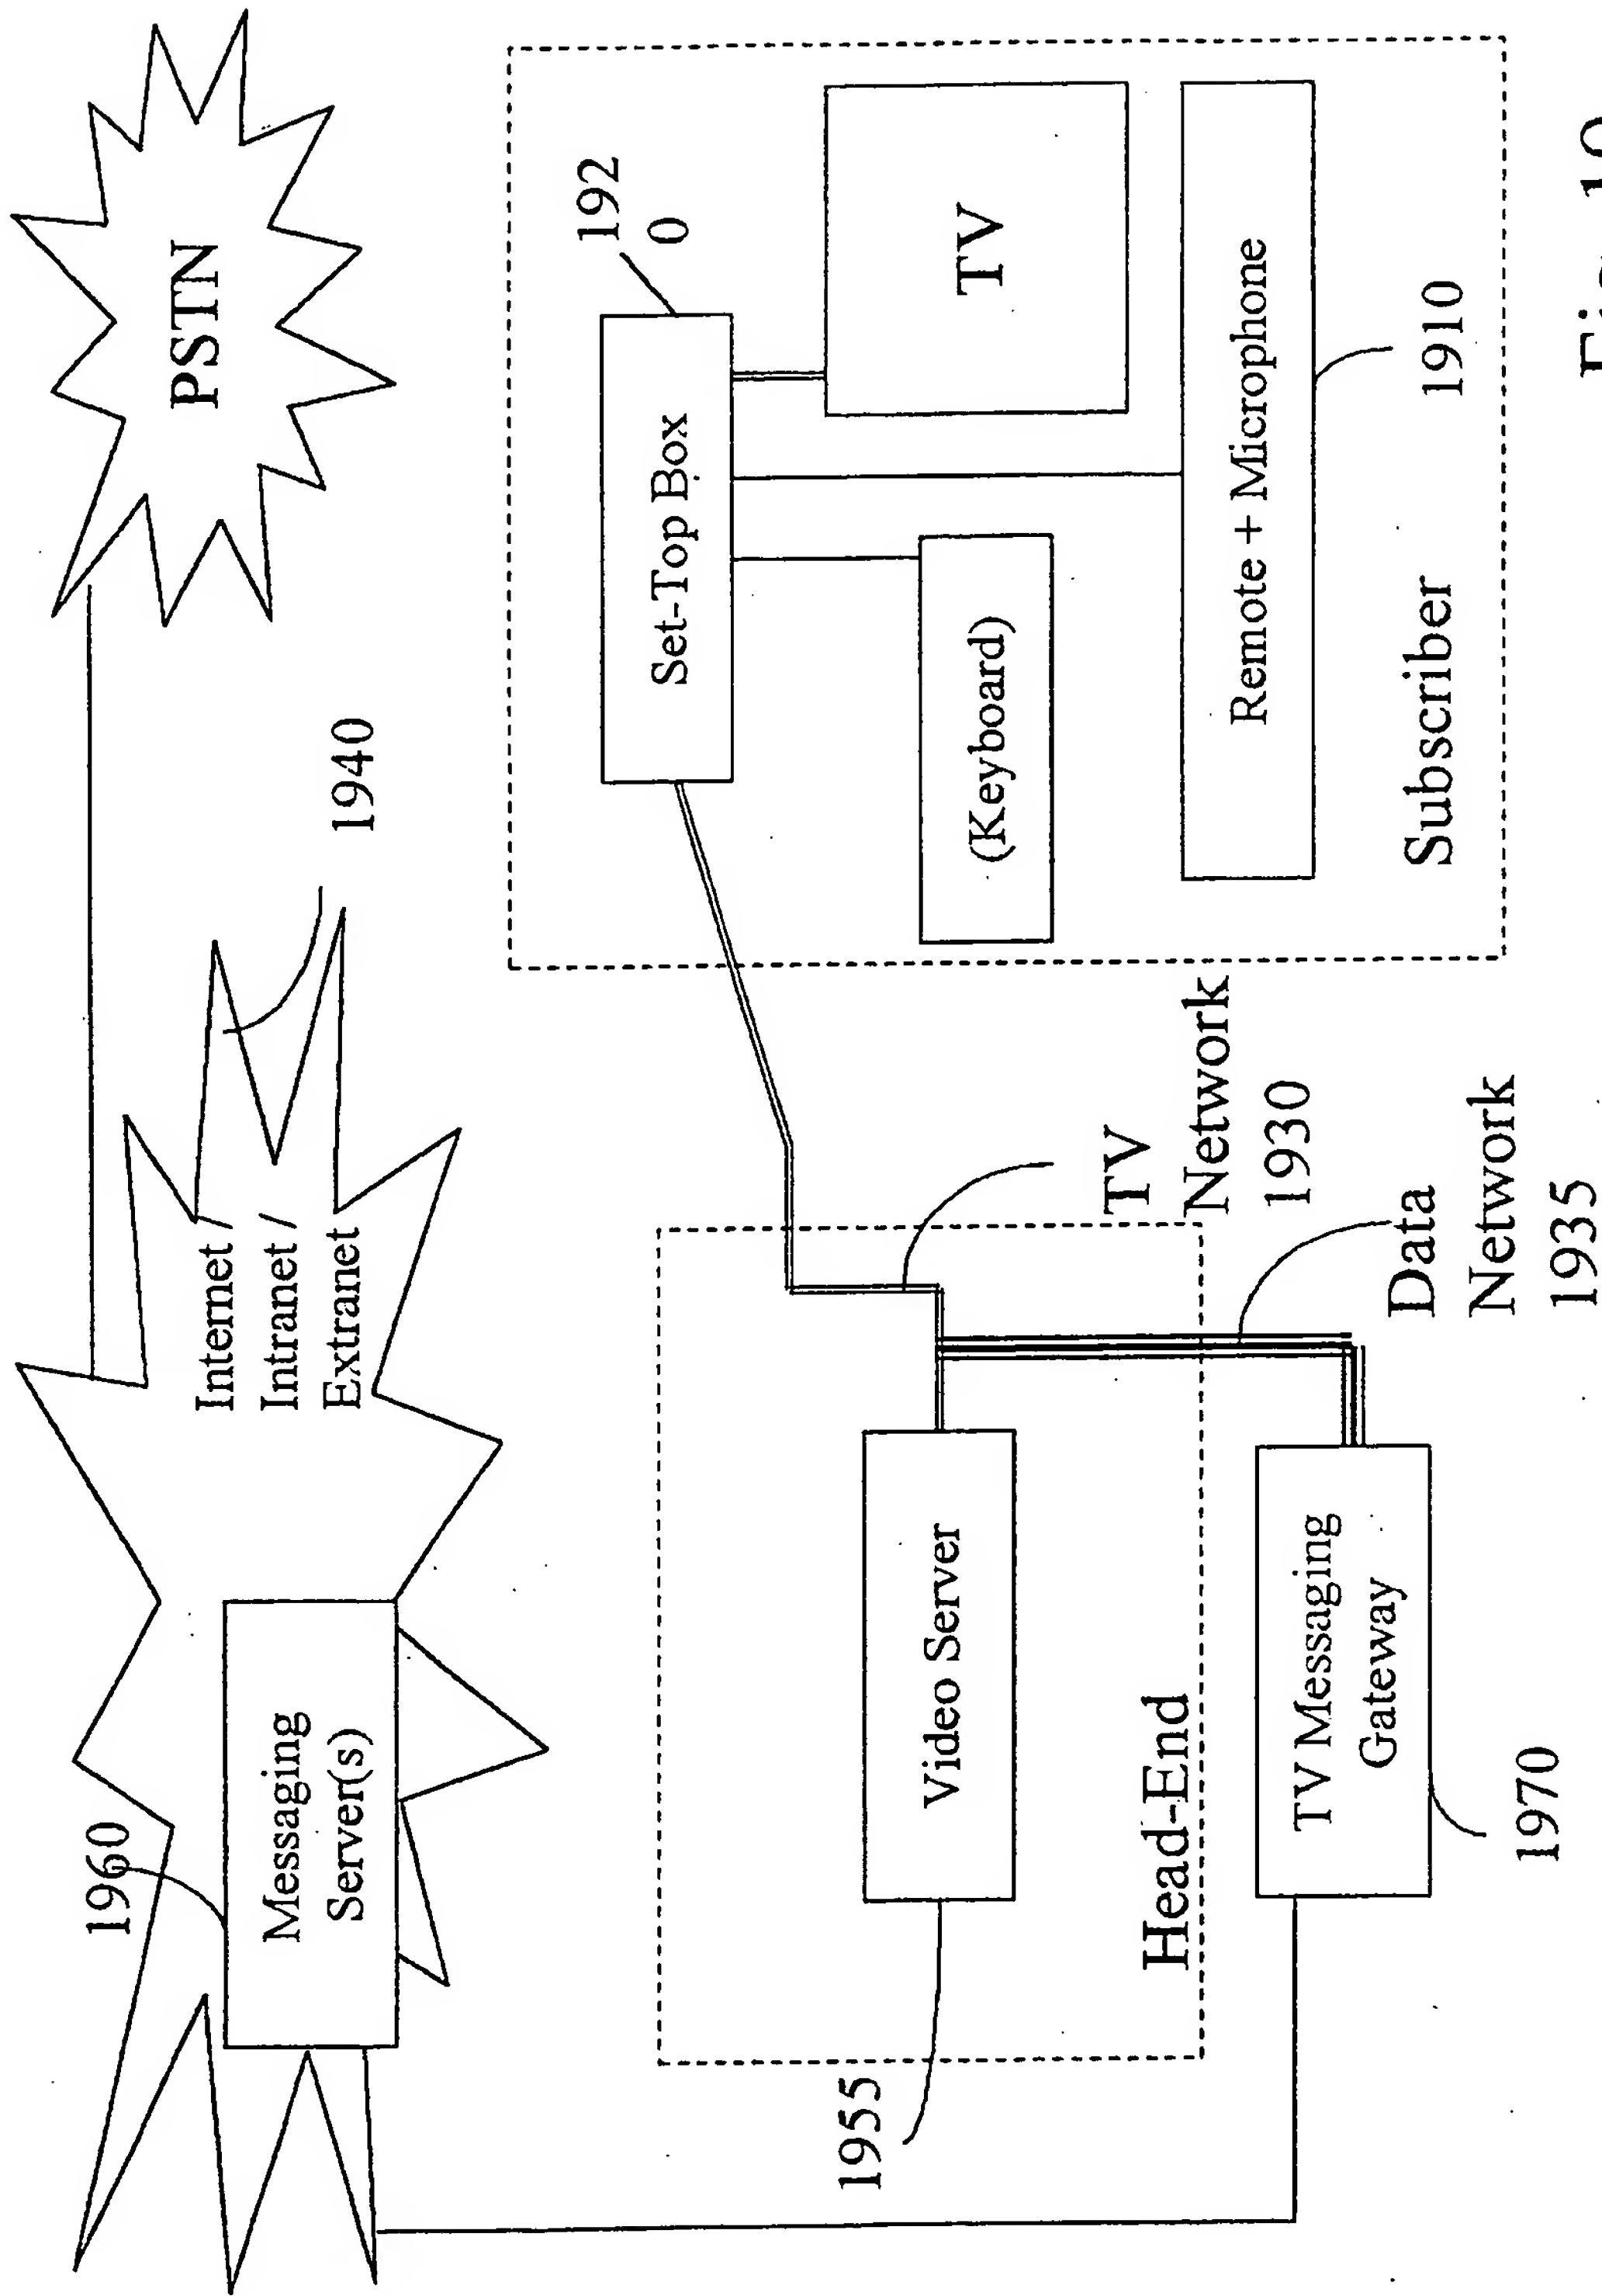 1960
Messaging
Server(s)
Internet /
Intranet /
Extranet
1940
PSTN
1955
Video Server
Head-End
TV
Network
1930
TV Messaging
Gateway
1970
Data
Network
1935
192
0
Set-Top Box
TV
(Keyboard)
Remote + Microphone
1910
Subscriber